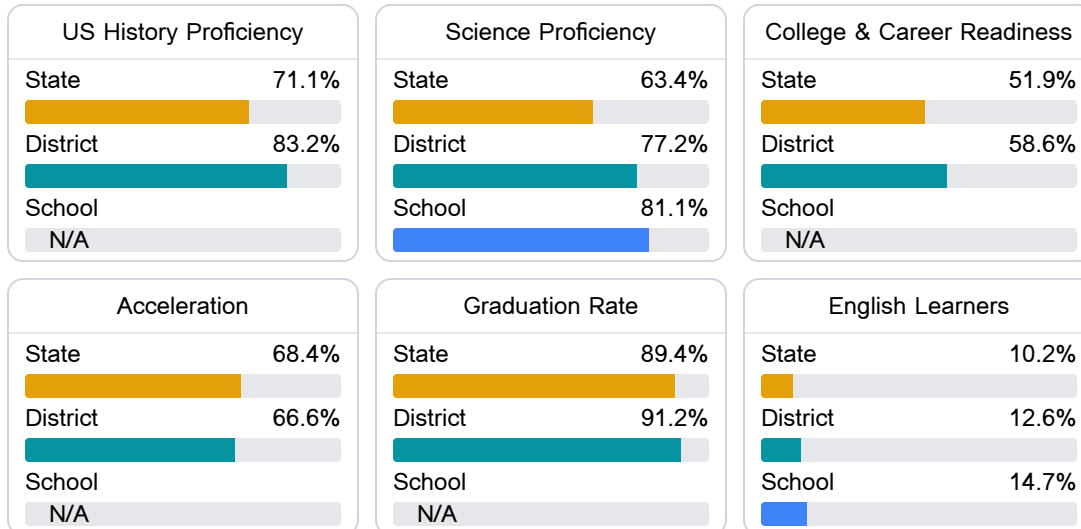 US History Proficiency
State 71.1%
District 83.2%
School
N/A
Science Proficiency
State 63.4%
District 77.2%
School 81.1%
College & Career Readiness
State 51.9%
District 58.6%
School
N/A
Acceleration
State 68.4%
District 66.6%
School
N/A
Graduation Rate
State 89.4%
District 91.2%
School
N/A
English Learners
State 10.2%
District 12.6%
School 14.7%